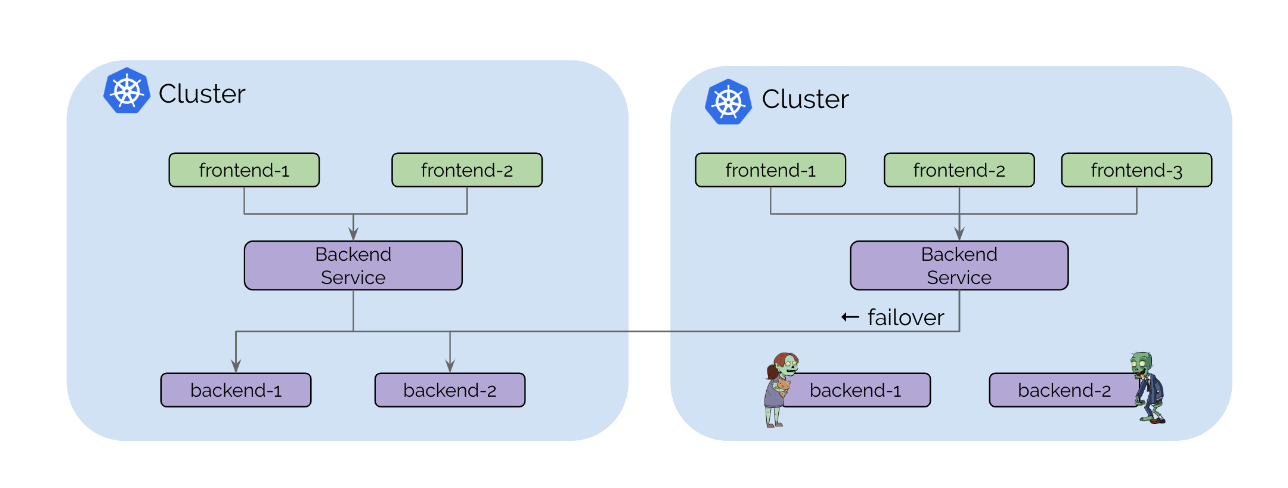 Cluster
frontend-1
frontend-2
Backend
Service
backend-1
backend-2
Cluster
frontend-1
frontend-2
frontend-3
Backend
Service
← failover
backend-1
backend-2